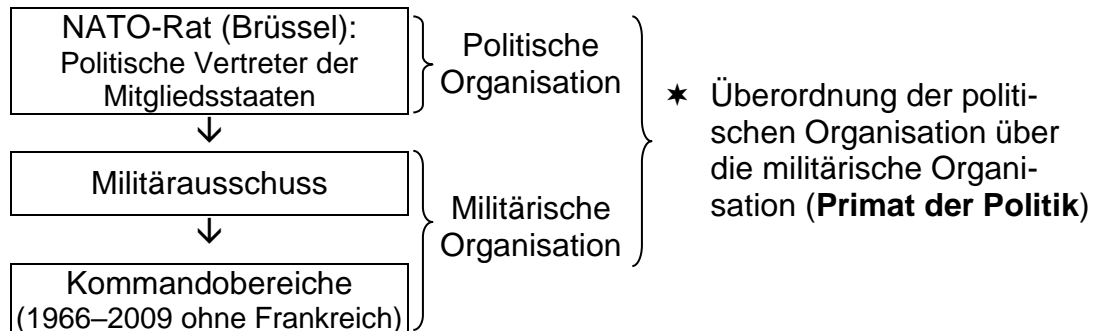 NATO-Rat (Brüssel):
Politische Vertreter der
Mitgliedsstaaten
Politische
Organisation
Militärausschuss
Kommandobereiche
(1966–2009 ohne Frankreich)
Militärische
Organisation
✶ Überordnung der politi-
schen Organisation über
die militärische Organi-
sation (Primat der Politik)